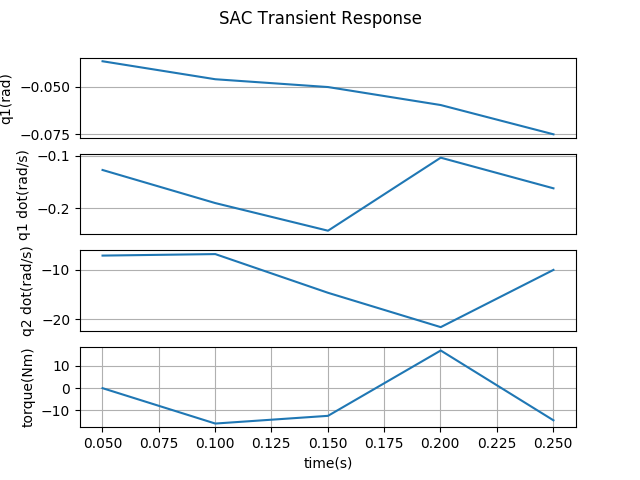 SAC Transient Response
q1(rad)
−0.050
−0.075
q1 dot(rad/s)
−0.1
−0.2
q2 dot(rad/s)
−10
−20
torque(Nm)
10
0
−10
0.050 0.075 0.100 0.125 0.150 0.175 0.200 0.225 0.250
time(s)